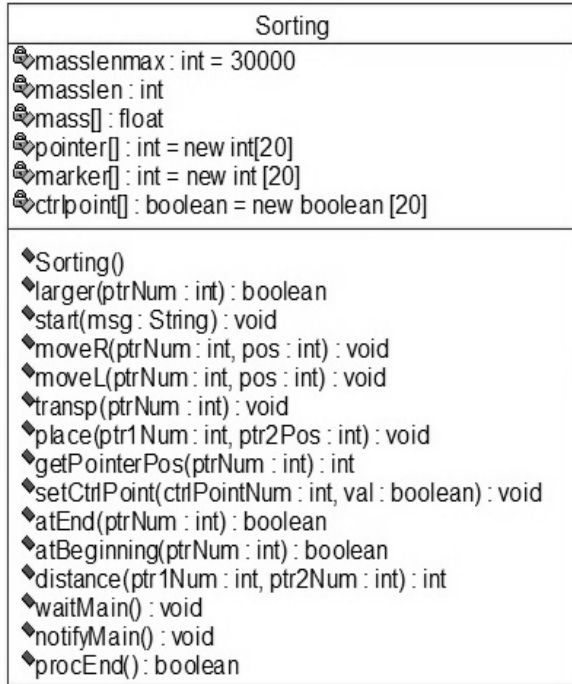 Sorting
masslenmax : int = 30000
masslen : int
mass[] : float
pointer[] : int = new int[20]
marker[] : int = new int [20]
ctrlpoint[] : boolean = new boolean [20]
Sorting()
larger(ptrNum : int) : boolean
start(msg : String) : void
moveR(ptrNum : int, pos : int) : void
moveL(ptrNum : int, pos : int) : void
transp(ptrNum : int) : void
place(ptr1Num : int, ptr2Pos : int) : void
getPointerPos(ptrNum : int) : int
setCtrlPoint(ctrlPointNum : int, val : boolean) : void
atEnd(ptrNum : int) : boolean
atBeginning(ptrNum : int) : boolean
distance(ptr1Num : int, ptr2Num : int) : int
waitMain() : void
notifyMain() : void
procEnd() : boolean